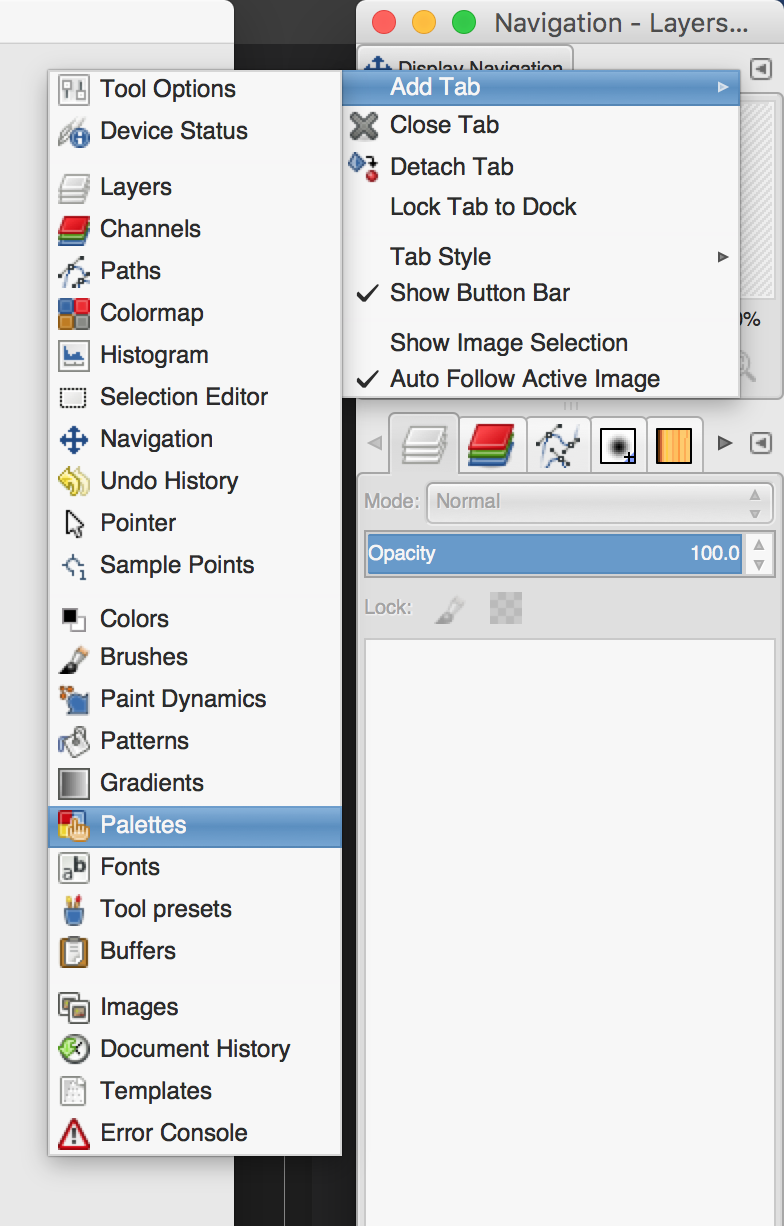 Navigation - Layers...
Display Navigation
Tool Options
Device Status
Layers
Channels
Paths
Colormap
Histogram
Selection Editor
Navigation
Undo History
Pointer
Sample Points
Colors
Brushes
Paint Dynamics
Patterns
Gradients
Palettes
Fonts
Tool presets
Buffers
Images
Document History
Templates
Error Console
Add Tab
Close Tab
Detach Tab
Lock Tab to Dock
Tab Style
Show Button Bar
Show Image Selection
Auto Follow Active Image
0%
Mode: Normal
Opacity 100.0
Lock: